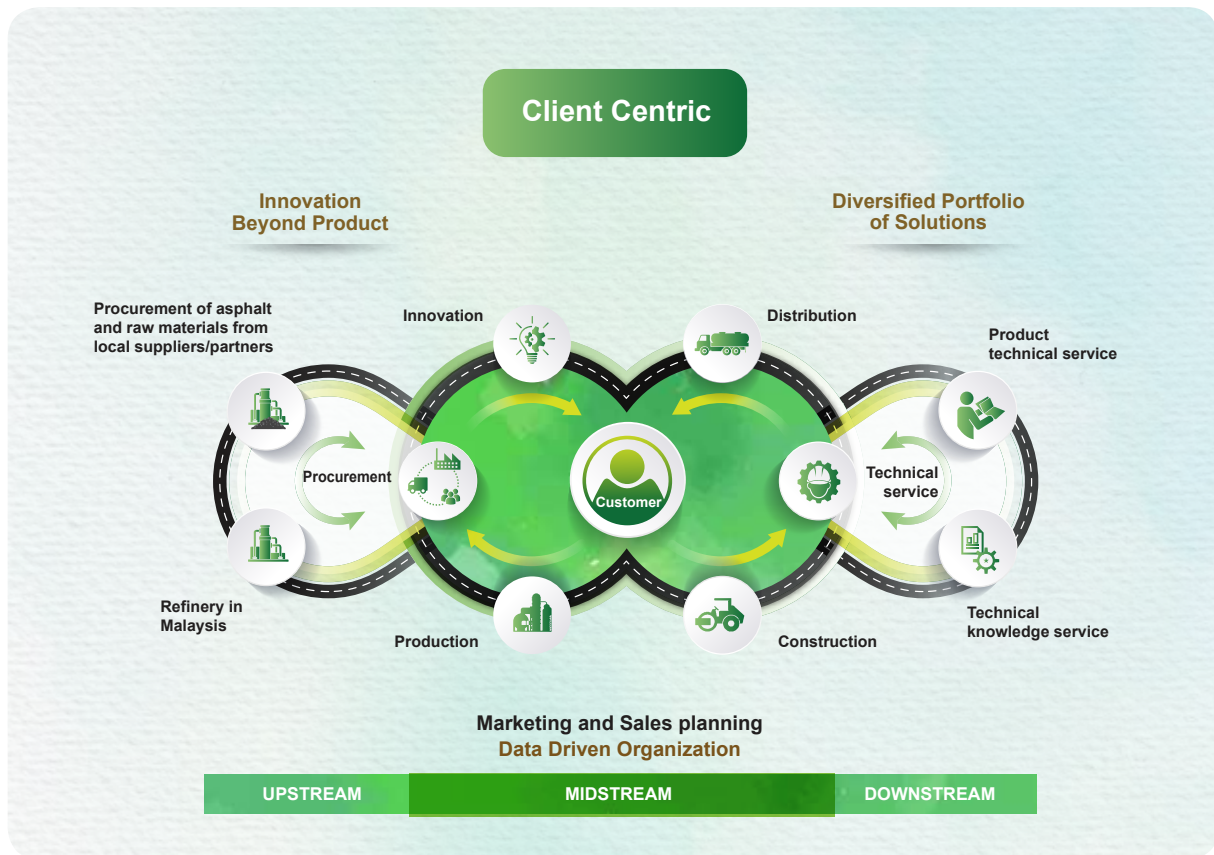 Client Centric
Innovation
Beyond Product
Diversified Portfolio
of Solutions
Procurement of asphalt
and raw materials from
local suppliers/partners
Innovation
Distribution
Product
technical service
Procurement
Customer
Technical
service
Refinery in
Malaysis
Production
Construction
Technical
knowledge service
Marketing and Sales planning
Data Driven Organization
UPSTREAM
MIDSTREAM
DOWNSTREAM